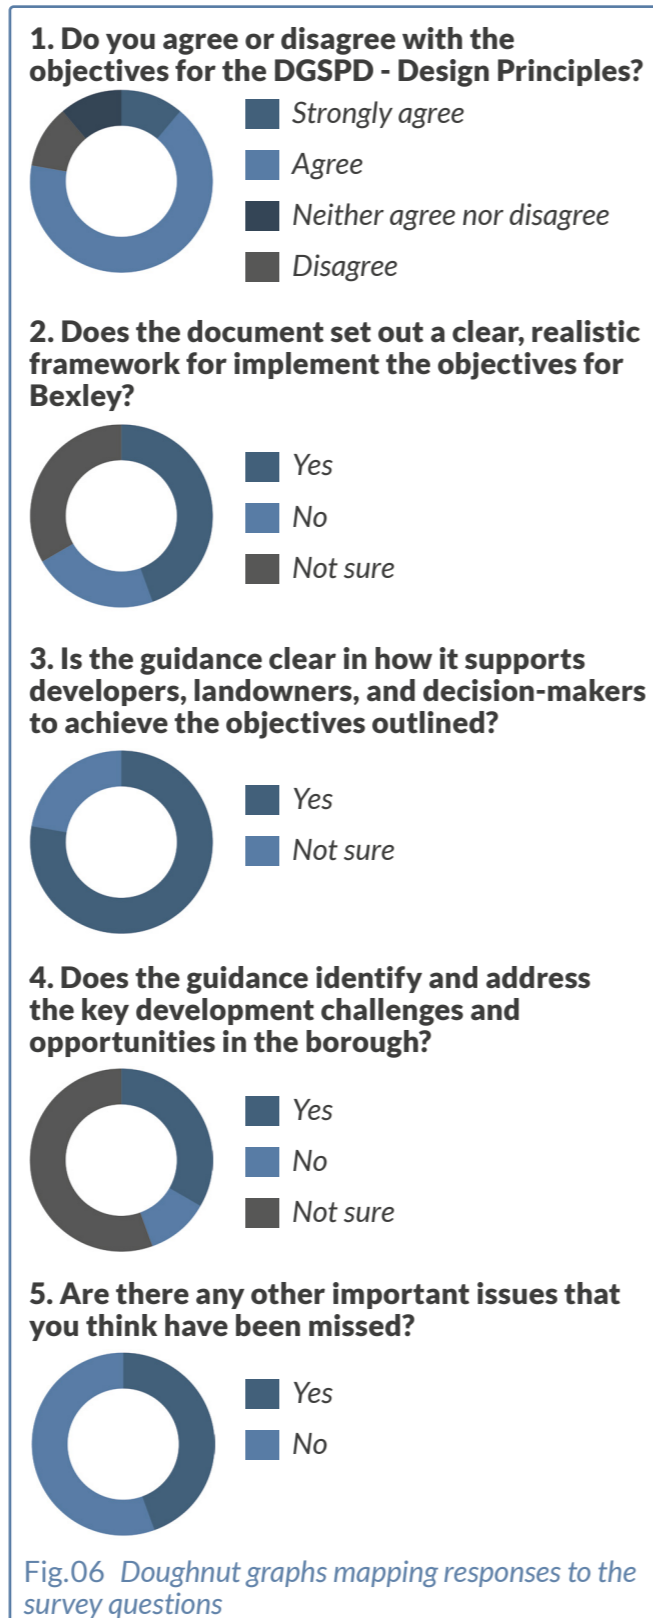 1. Do you agree or disagree with the
objectives for the DGSPD - Design Principles?
Strongly agree
Agree
Neither agree nor disagree
Disagree
2. Does the document set out a clear, realistic
framework for implement the objectives for
Bexley?
Yes
No
Not sure
3. Is the guidance clear in how it supports
developers, landowners, and decision-makers
to achieve the objectives outlined?
Yes
Not sure
4. Does the guidance identify and address
the key development challenges and
opportunities in the borough?
Yes
No
Not sure
5. Are there any other important issues that
you think have been missed?
Yes
No
Fig.06 Doughnut graphs mapping responses to the
survey questions